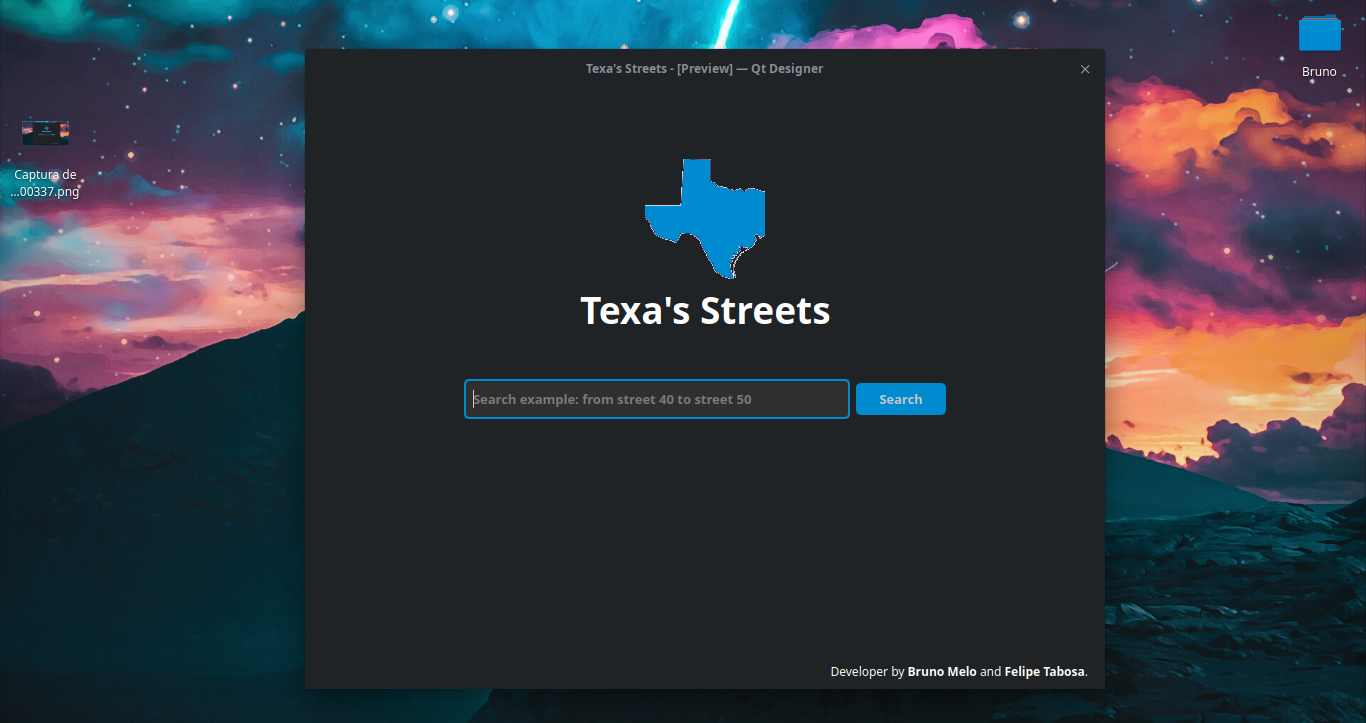 Texa's Streets - [Preview] — Qt Designer
Bruno
Captura de
...00337.png
Texa's Streets
Search example: from street 40 to street 50
Search
Developer by Bruno Melo and Felipe Tabosa.